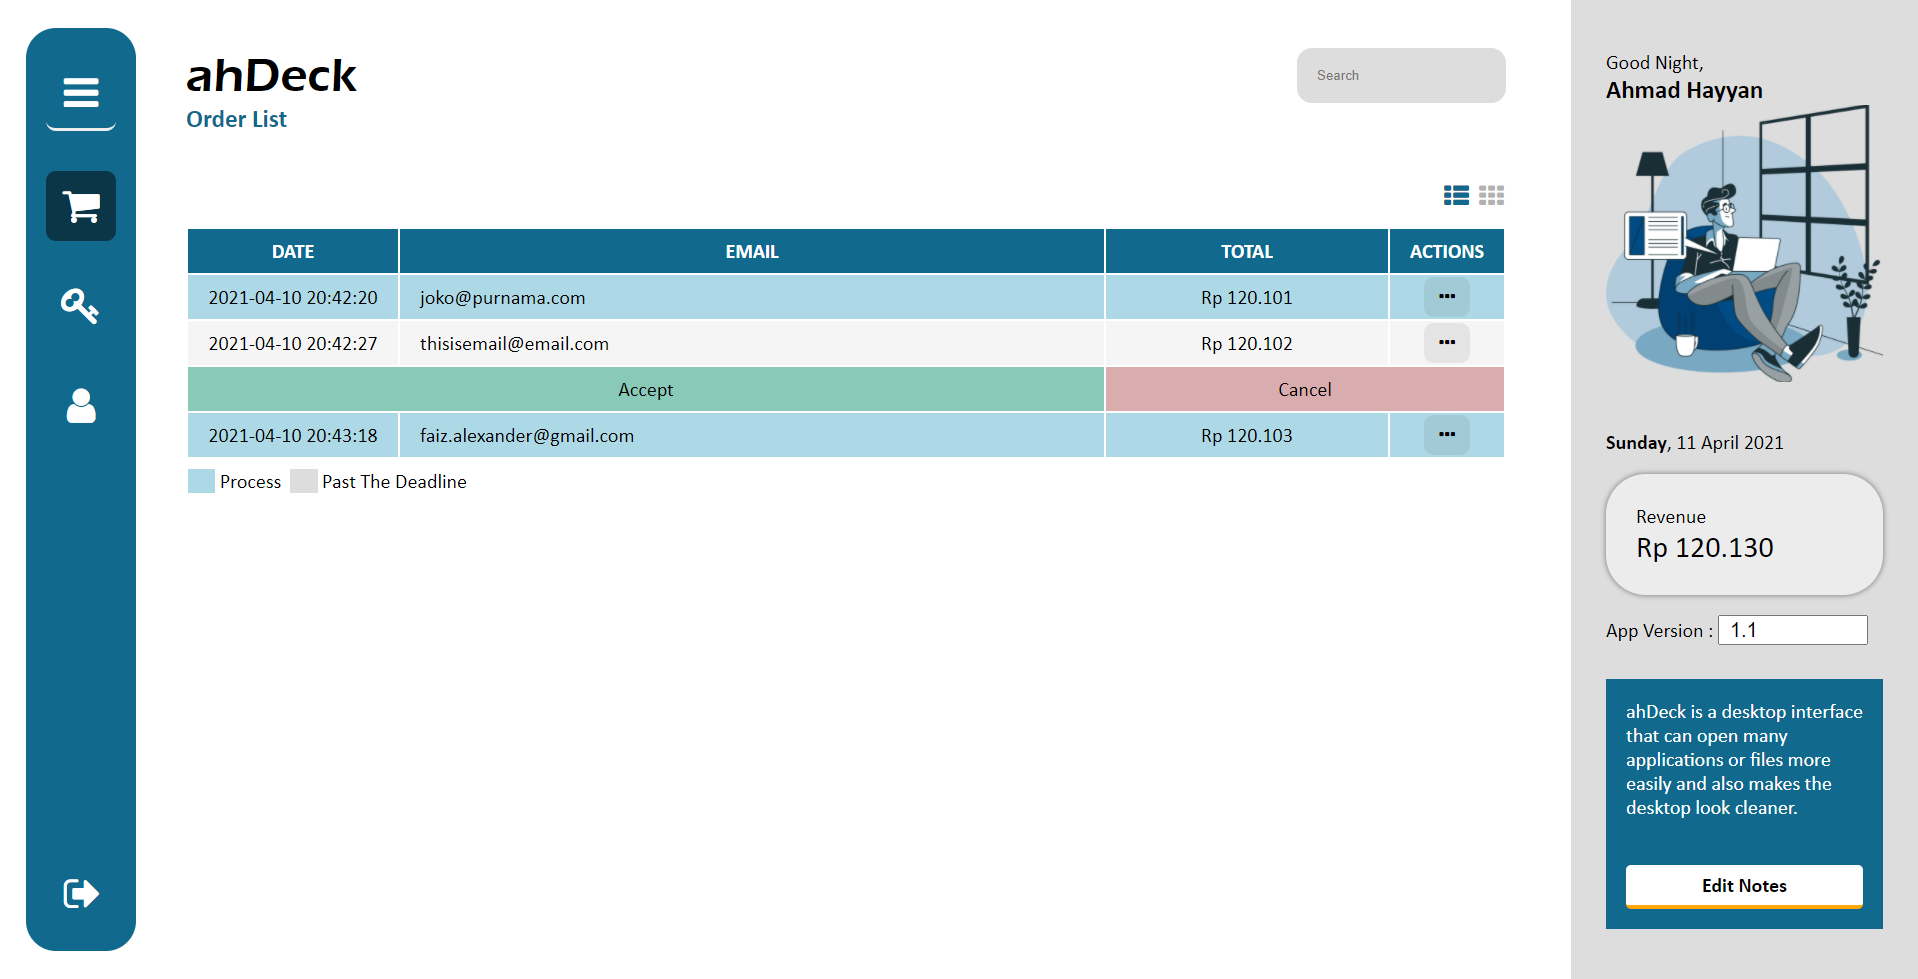 ahDeck
Order List
Search
DATE EMAIL TOTAL ACTIONS
2021-04-10 20:42:20 joko@purnama.com Rp 120.101
2021-04-10 20:42:27 thisisemail@email.com Rp 120.102
Accept Cancel
2021-04-10 20:43:18 faiz.alexander@gmail.com Rp 120.103
Process Past The Deadline
Good Night,
Ahmad Hayyan
Sunday, 11 April 2021
Revenue
Rp 120.130
App Version : 1.1
ahDeck is a desktop interface
that can open many
applications or files more
easily and also makes the
desktop look cleaner.
Edit Notes